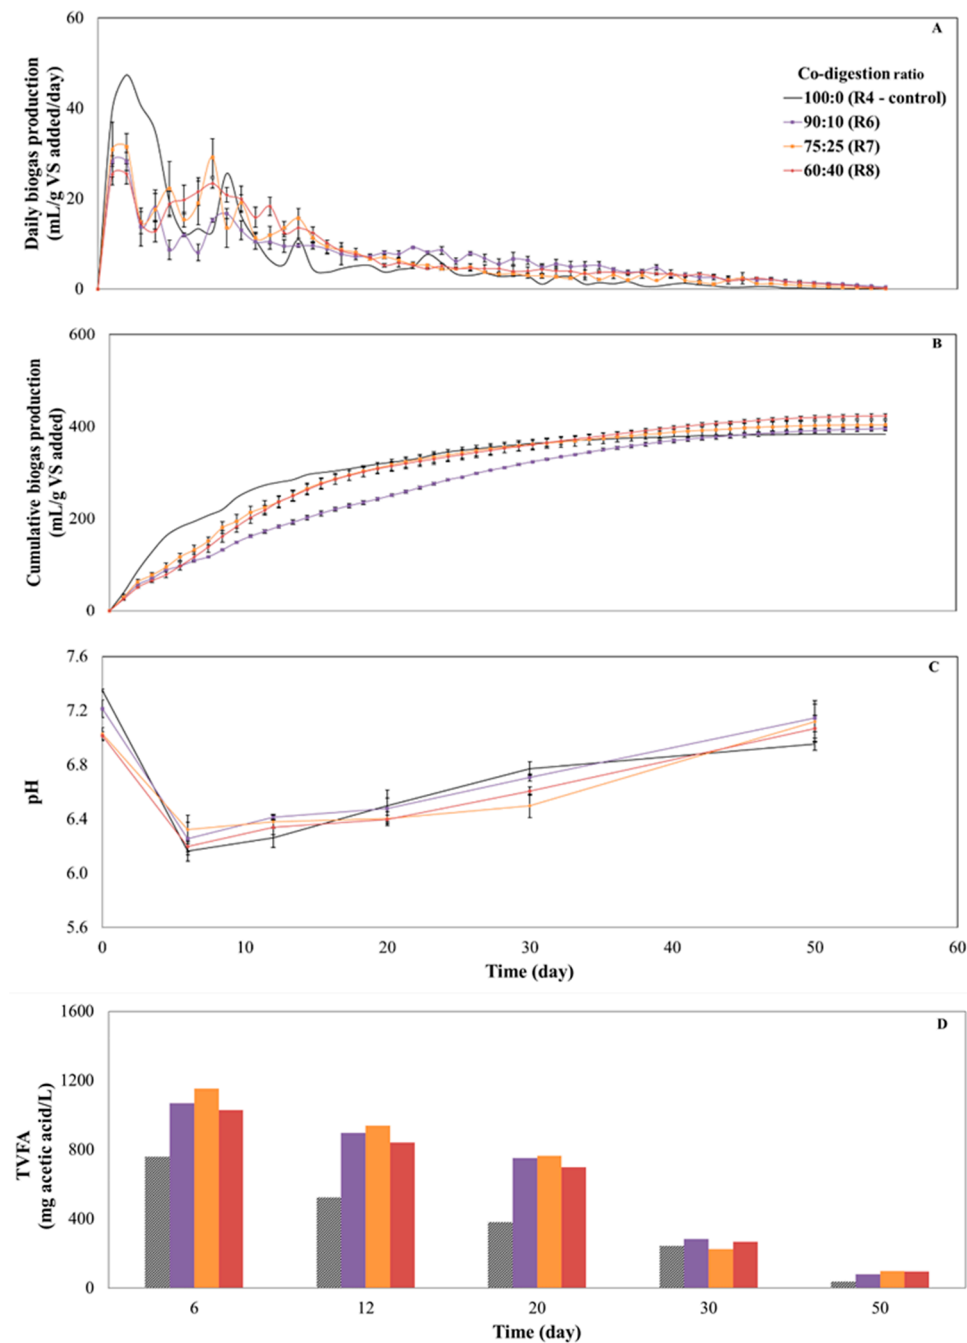 A
60
40
20
0
Daily biogas production
(mL/g VS added/day)
Co-digestion ratio
100:0 (R4 - control)
90:10 (R6)
75:25 (R7)
60:40 (R8)
B
600
400
200
0
Cumulative biogas production
(mL/g VS added)
C
7.6
7.2
6.8
6.4
6.0
5.6
pH
0 10 20 30 40 50 60
Time (day)
D
1600
1200
800
400
0
TVFA
(mg acetic acid/L)
6 12 20 30 50
Time (day)